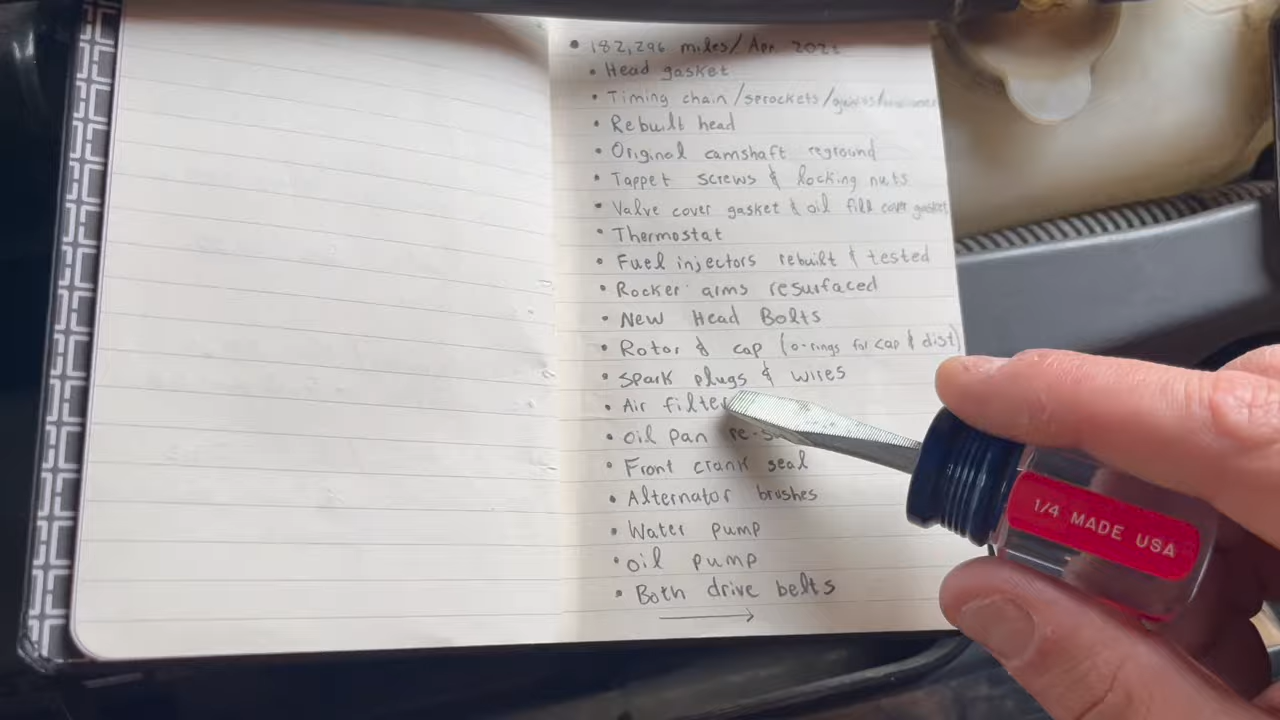 • 182,296 miles/Apr 2022
• Head gasket
• Timing chain/sprockets/guides/
• Rebuilt head
• Original camshaft reground
• Tappet screws & locking nuts
• Valve cover gasket & oil fill cover gasket
• Thermostat
• Fuel injectors rebuilt & tested
• Rocker arms resurfaced
• New Head Bolts
• Rotor & cap (o-rings for cap & dist)
• Spark plugs & wires
• Air filter
• oil pan
• Front crank seal
• Alternator brushes
• Water pump
• oil pump
• Both drive belts
→
1/4 MADE USA